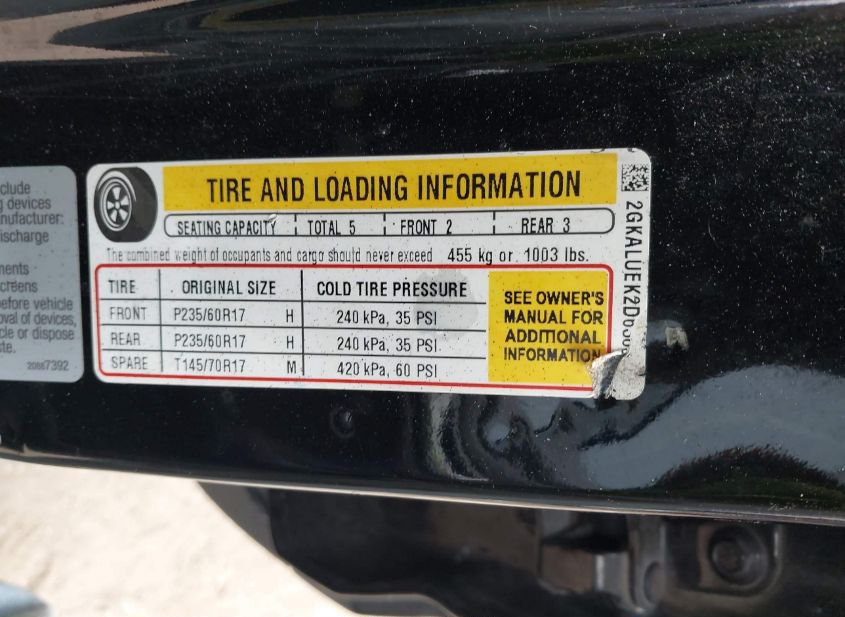 clude
g devices
nufacturer:
ischarge
ments
creens
efore vehicle
oval of devices,
cle or dispose
ste.
20887392
TIRE AND LOADING INFORMATION
SEATING CAPACITY TOTAL 5 FRONT 2 REAR 3
The combined weight of occupants and cargo should never exceed 455 kg or 1003 lbs.
TIRE ORIGINAL SIZE COLD TIRE PRESSURE
FRONT P235/60R17 H 240 kPa, 35 PSI
REAR P235/60R17 H 240 kPa, 35 PSI
SPARE T145/70R17 M 420 kPa, 60 PSI
SEE OWNER'S
MANUAL FOR
ADDITIONAL
INFORMATION
2GKALUEK2D6